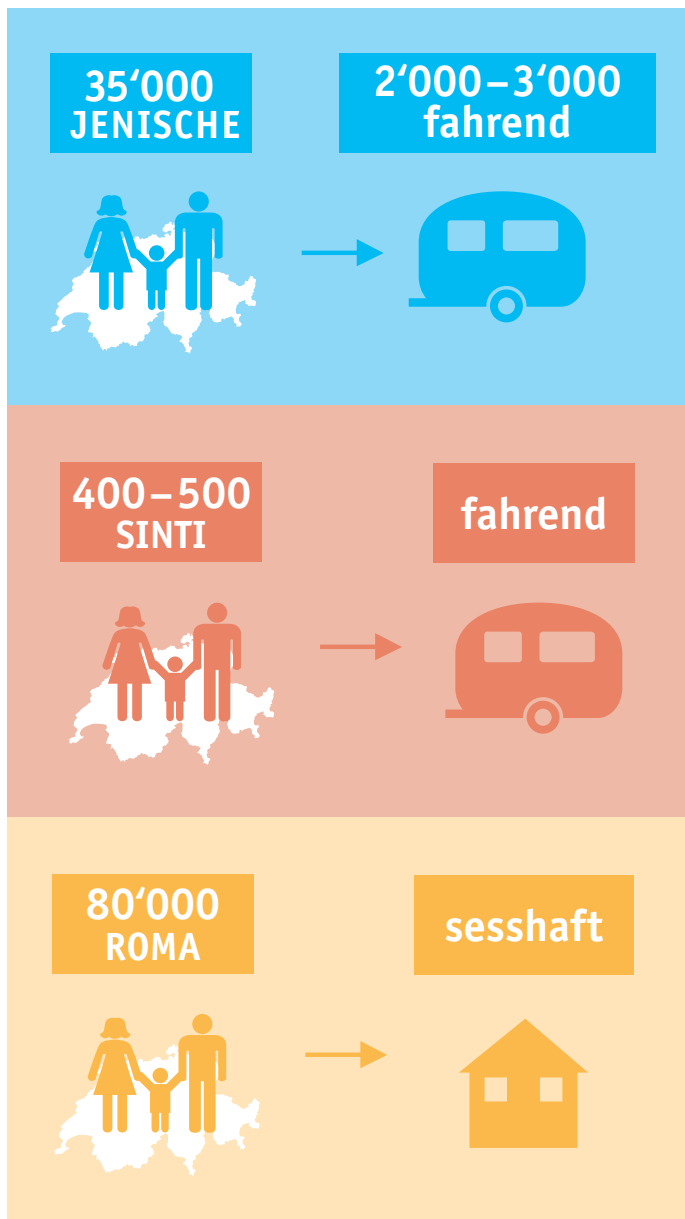 35‘000
JENISCHE
2‘000–3‘000
fahrend
400–500
SINTI
fahrend
80‘000
ROMA
sesshaft